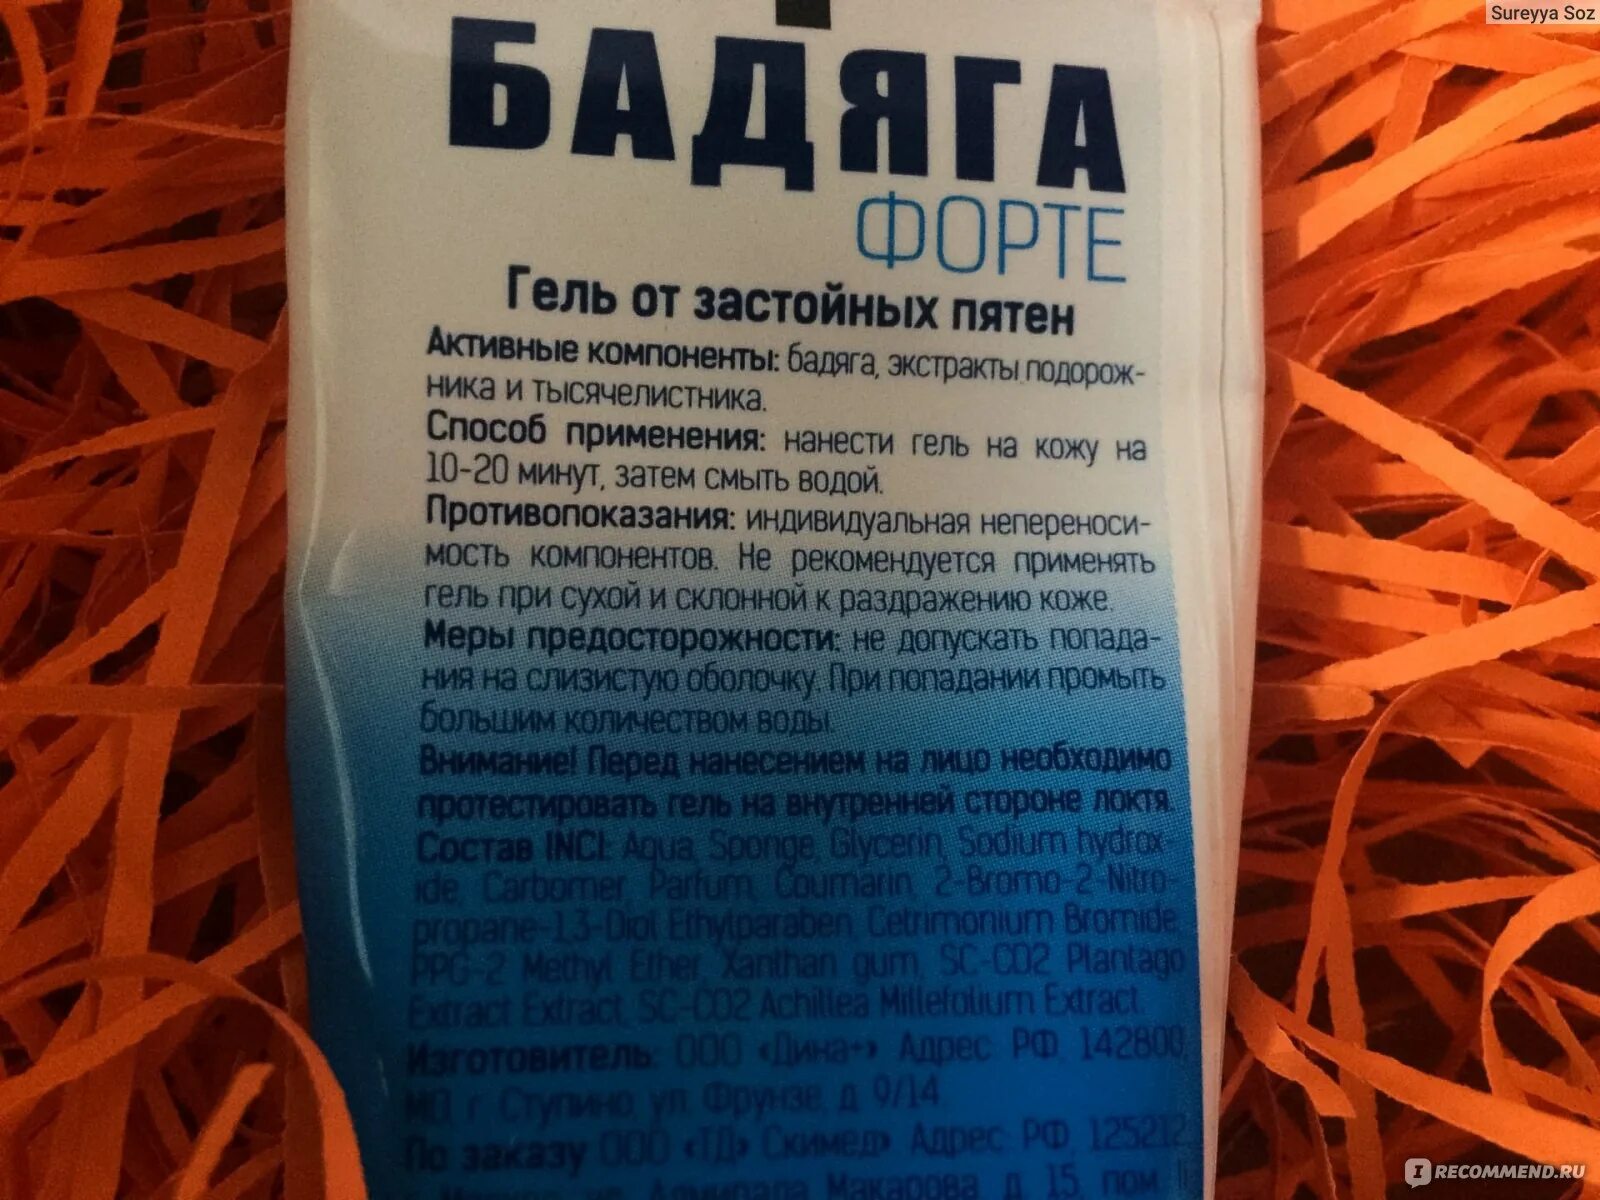 Sureyya Soz
БАДЯГА
ФОРТЕ
Гель от застойных пятен
Активные компоненты: бадяга, экстракты подорож-
ника и тысячелистника.
Способ применения: нанести гель на кожу на
10-20 минут, затем смыть водой.
Противопоказания: индивидуальная непереноси-
мость компонентов. Не рекомендуется применять
гель при сухой и склонной к раздражению коже.
Меры предосторожности: не допускать попада-
ния на слизистую оболочку. При попадании промыть
большим количеством воды.
Внимание! Перед нанесением на лицо необходимо
протестировать гель на внутренней стороне локтя.
Состав INCI: Aqua, Sponge, Glycerin, Sodium hydrox-
ide, Carbomer, Parfum, Coumarin, 2-Bromo-2-Nitro-
propane-1,3-Diol, Ethylparaben, Cetrimonium Bromide,
PPG-2 Methyl Ether, Xanthan gum, SC-CO2 Plantago
Extract Extract, SC-CO2 Achillea Millefolium Extract.
Изготовитель: ООО «Дина+» Адрес: РФ, 142800,
МО, г. Ступино, ул. Фрунзе, д. 9/14
По заказу ООО «ТД» Скимед» Адрес: РФ, 125212,
Адмирала Макарова, д. 15, пом.
IRECOMMEND.RU